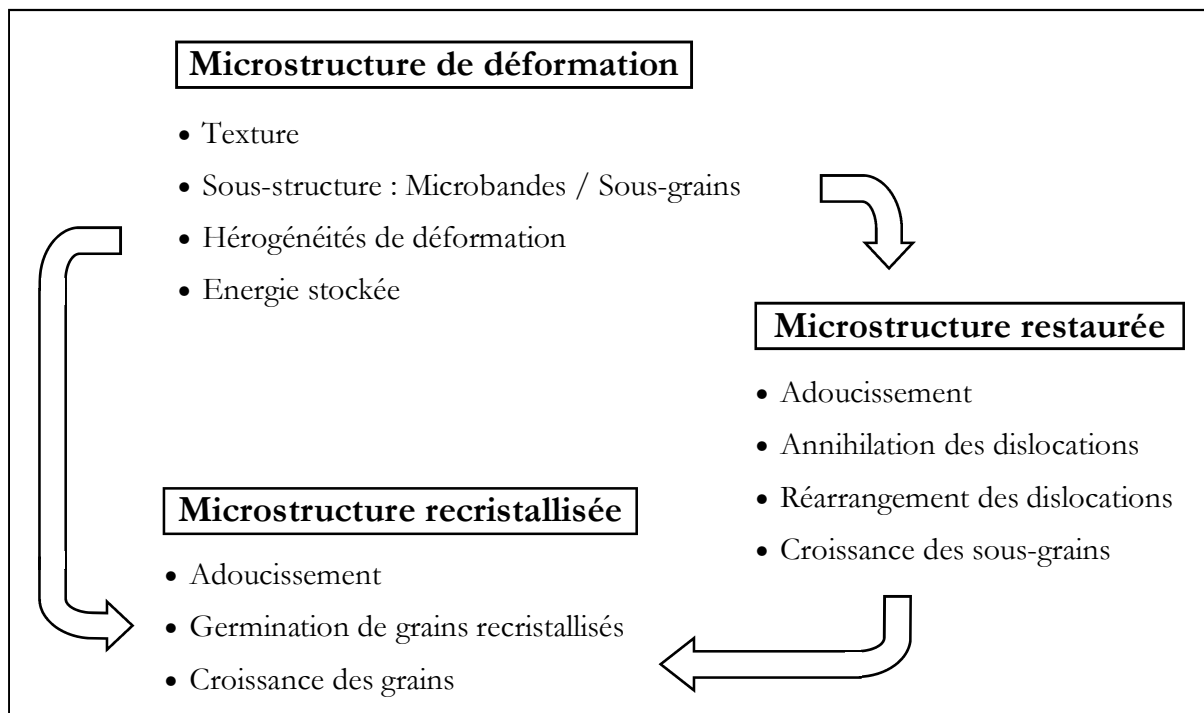 Microstructure de déformation
• Texture
• Sous-structure : Microbandes / Sous-grains
• Hérogénéités de déformation
• Energie stockée
Microstructure restaurée
• Adoucissement
• Annihilation des dislocations
• Réarrangement des dislocations
• Croissance des sous-grains
Microstructure recristallisée
• Adoucissement
• Germination de grains recristallisés
• Croissance des grains